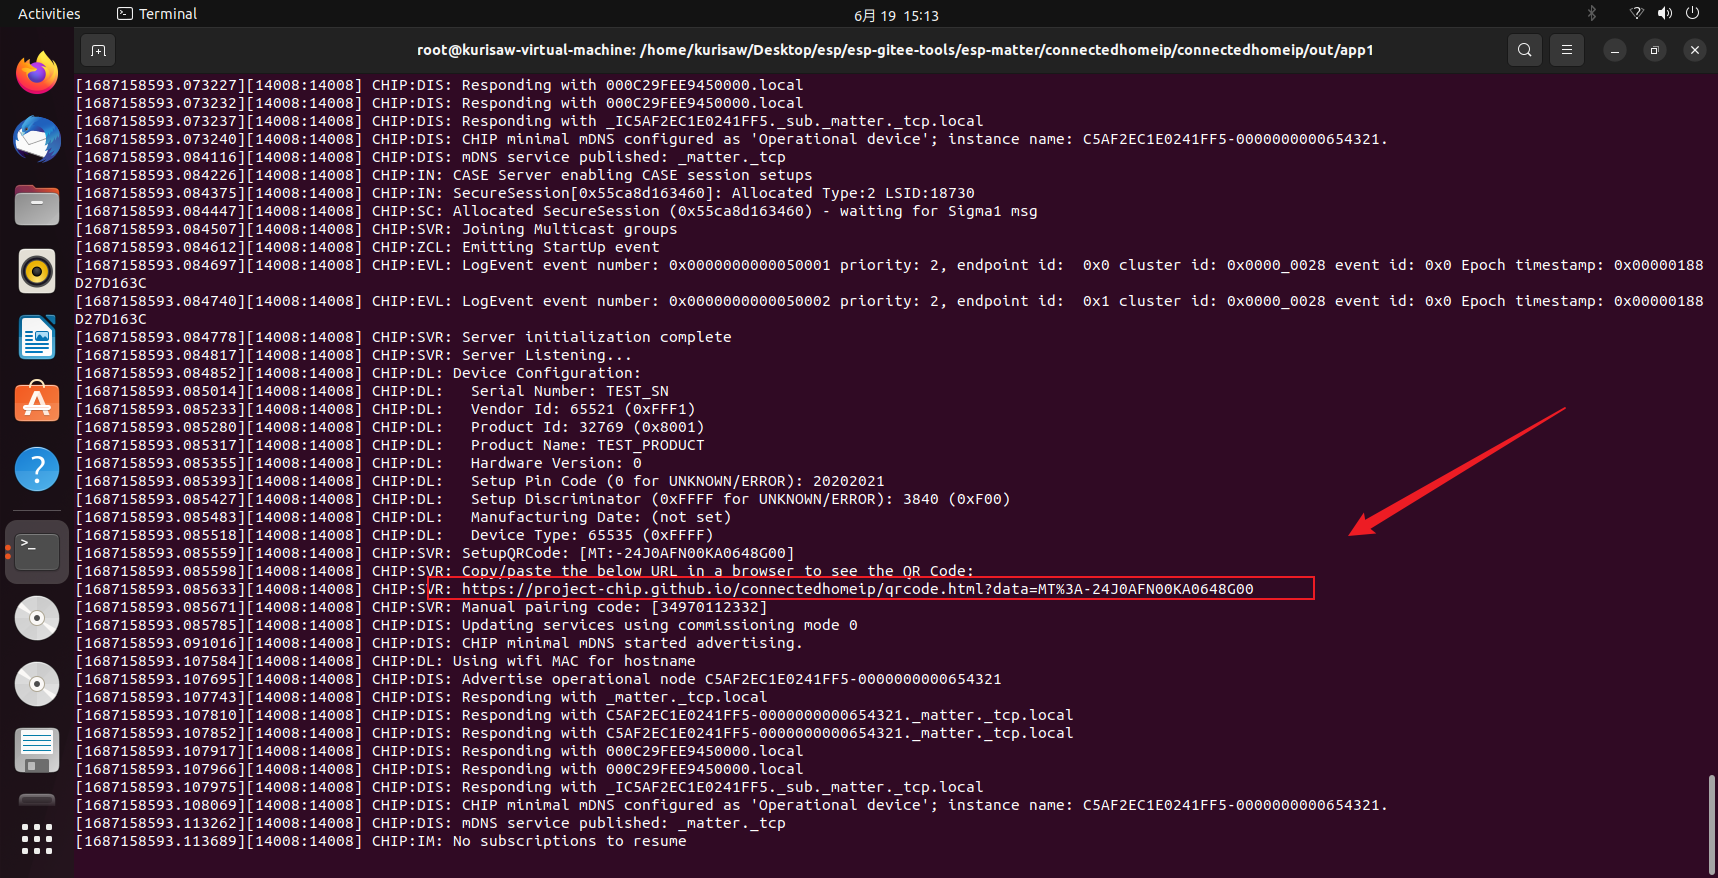 Activities
Terminal
6月 19 15:13
root@kurisaw-virtual-machine: /home/kurisaw/Desktop/esp/esp-gitee-tools/esp-matter/connectedhomeip/connectedhomeip/out/app1
[1687158593.073227][14008:14008] CHIP:DIS: Responding with 000C29FEE9450000.local
[1687158593.073232][14008:14008] CHIP:DIS: Responding with 000C29FEE9450000.local
[1687158593.073237][14008:14008] CHIP:DIS: Responding with _IC5AF2EC1E0241FF5._sub._matter._tcp.local
[1687158593.073240][14008:14008] CHIP:DIS: CHIP minimal mDNS configured as 'Operational device'; instance name: C5AF2EC1E0241FF5-0000000000654321.
[1687158593.084116][14008:14008] CHIP:DIS: mDNS service published: _matter._tcp
[1687158593.084226][14008:14008] CHIP:IN: CASE Server enabling CASE session setups
[1687158593.084375][14008:14008] CHIP:IN: SecureSession[0x55ca8d163460]: Allocated Type:2 LSID:18730
[1687158593.084447][14008:14008] CHIP:SC: Allocated SecureSession (0x55ca8d163460) - waiting for Sigma1 msg
[1687158593.084507][14008:14008] CHIP:SVR: Joining Multicast groups
[1687158593.084612][14008:14008] CHIP:ZCL: Emitting StartUp event
[1687158593.084697][14008:14008] CHIP:EVL: LogEvent event number: 0x0000000000050001 priority: 2, endpoint id:  0x0 cluster id: 0x0000_0028 event id: 0x0 Epoch timestamp: 0x00000188
D27D163C
[1687158593.084740][14008:14008] CHIP:EVL: LogEvent event number: 0x0000000000050002 priority: 2, endpoint id:  0x1 cluster id: 0x0000_0028 event id: 0x0 Epoch timestamp: 0x00000188
D27D163C
[1687158593.084778][14008:14008] CHIP:SVR: Server initialization complete
[1687158593.084817][14008:14008] CHIP:SVR: Server Listening...
[1687158593.084852][14008:14008] CHIP:DL: Device Configuration:
[1687158593.085014][14008:14008] CHIP:DL:   Serial Number: TEST_SN
[1687158593.085233][14008:14008] CHIP:DL:   Vendor Id: 65521 (0xFFF1)
[1687158593.085280][14008:14008] CHIP:DL:   Product Id: 32769 (0x8001)
[1687158593.085317][14008:14008] CHIP:DL:   Product Name: TEST_PRODUCT
[1687158593.085355][14008:14008] CHIP:DL:   Hardware Version: 0
[1687158593.085393][14008:14008] CHIP:DL:   Setup Pin Code (0 for UNKNOWN/ERROR): 20202021
[1687158593.085427][14008:14008] CHIP:DL:   Setup Discriminator (0xFFFF for UNKNOWN/ERROR): 3840 (0xF00)
[1687158593.085483][14008:14008] CHIP:DL:   Manufacturing Date: (not set)
[1687158593.085518][14008:14008] CHIP:DL:   Device Type: 65535 (0xFFFF)
[1687158593.085559][14008:14008] CHIP:SVR: SetupQRCode: [MT:-24J0AFN00KA0648G00]
[1687158593.085598][14008:14008] CHIP:SVR: Copy/paste the below URL in a browser to see the QR Code:
[1687158593.085633][14008:14008] CHIP:SVR: https://project-chip.github.io/connectedhomeip/qrcode.html?data=MT%3A-24J0AFN00KA0648G00
[1687158593.085671][14008:14008] CHIP:SVR: Manual pairing code: [34970112332]
[1687158593.085785][14008:14008] CHIP:DIS: Updating services using commissioning mode 0
[1687158593.091016][14008:14008] CHIP:DIS: CHIP minimal mDNS started advertising.
[1687158593.107584][14008:14008] CHIP:DL: Using wifi MAC for hostname
[1687158593.107695][14008:14008] CHIP:DIS: Advertise operational node C5AF2EC1E0241FF5-0000000000654321
[1687158593.107743][14008:14008] CHIP:DIS: Responding with _matter._tcp.local
[1687158593.107810][14008:14008] CHIP:DIS: Responding with C5AF2EC1E0241FF5-0000000000654321._matter._tcp.local
[1687158593.107852][14008:14008] CHIP:DIS: Responding with C5AF2EC1E0241FF5-0000000000654321._matter._tcp.local
[1687158593.107917][14008:14008] CHIP:DIS: Responding with 000C29FEE9450000.local
[1687158593.107966][14008:14008] CHIP:DIS: Responding with 000C29FEE9450000.local
[1687158593.107975][14008:14008] CHIP:DIS: Responding with _IC5AF2EC1E0241FF5._sub._matter._tcp.local
[1687158593.108069][14008:14008] CHIP:DIS: CHIP minimal mDNS configured as 'Operational device'; instance name: C5AF2EC1E0241FF5-0000000000654321.
[1687158593.113262][14008:14008] CHIP:DIS: mDNS service published: _matter._tcp
[1687158593.113689][14008:14008] CHIP:IM: No subscriptions to resume